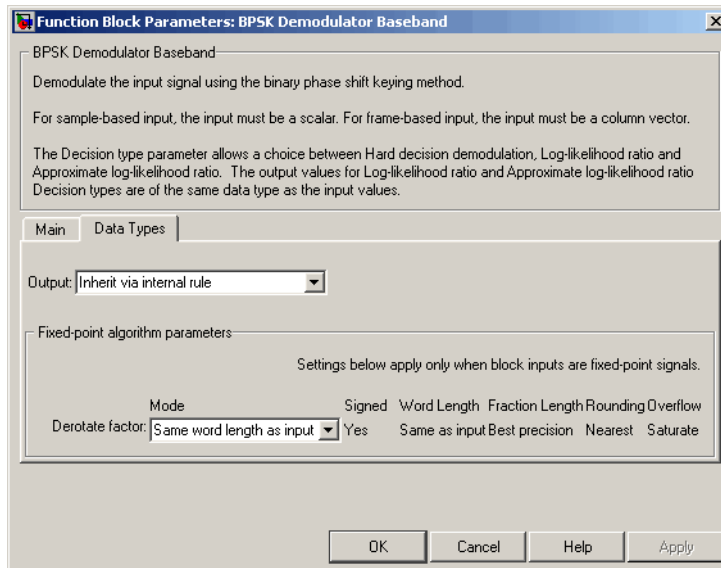 Function Block Parameters: BPSK Demodulator Baseband
BPSK Demodulator Baseband
Demodulate the input signal using the binary phase shift keying method.
For sample-based input, the input must be a scalar. For frame-based input, the input must be a column vector.
The Decision type parameter allows a choice between Hard decision demodulation, Log-likelihood ratio and
Approximate log-likelihood ratio. The output values for Log-likelihood ratio and Approximate log-likelihood ratio
Decision types are of the same data type as the input values.
Main Data Types
Output: Inherit via internal rule
Fixed-point algorithm parameters
Settings below apply only when block inputs are fixed-point signals.
Mode Signed Word Length Fraction Length Rounding Overflow
Derotate factor: Same word length as input Yes Same as input Best precision Nearest Saturate
OK Cancel Help Apply